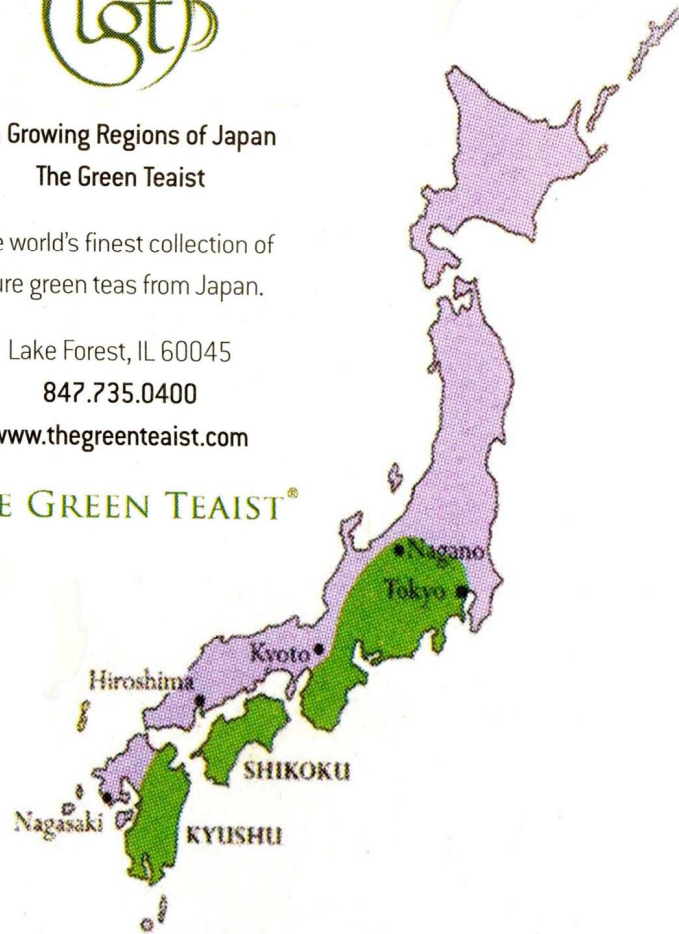 tgt
Growing Regions of Japan
The Green Teaist
e world's finest collection of
ure green teas from Japan.
Lake Forest, IL 60045
847.735.0400
www.thegreenteaist.com
E GREEN TEAIST®
Nagano
Tokyo
Kyoto
Hiroshima
SHIKOKU
Nagasaki
KYUSHU